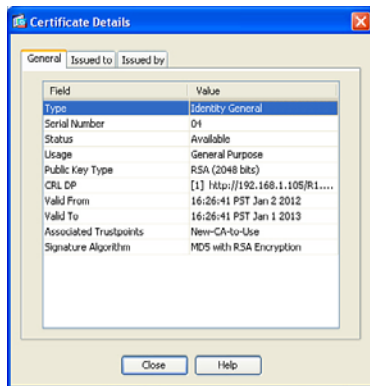 Certificate Details
General Issued to Issued by
Field Value
Type Identity General
Serial Number 04
Status Available
Usage General Purpose
Public Key Type RSA (2048 bits)
CRL DP [1] http://192.168.1.105/R1....
Valid From 16:26:41 PST Jan 2 2012
Valid To 16:26:41 PST Jan 1 2013
Associated Trustpoints New-CA-to-Use
Signature Algorithm MD5 with RSA Encryption
Close Help